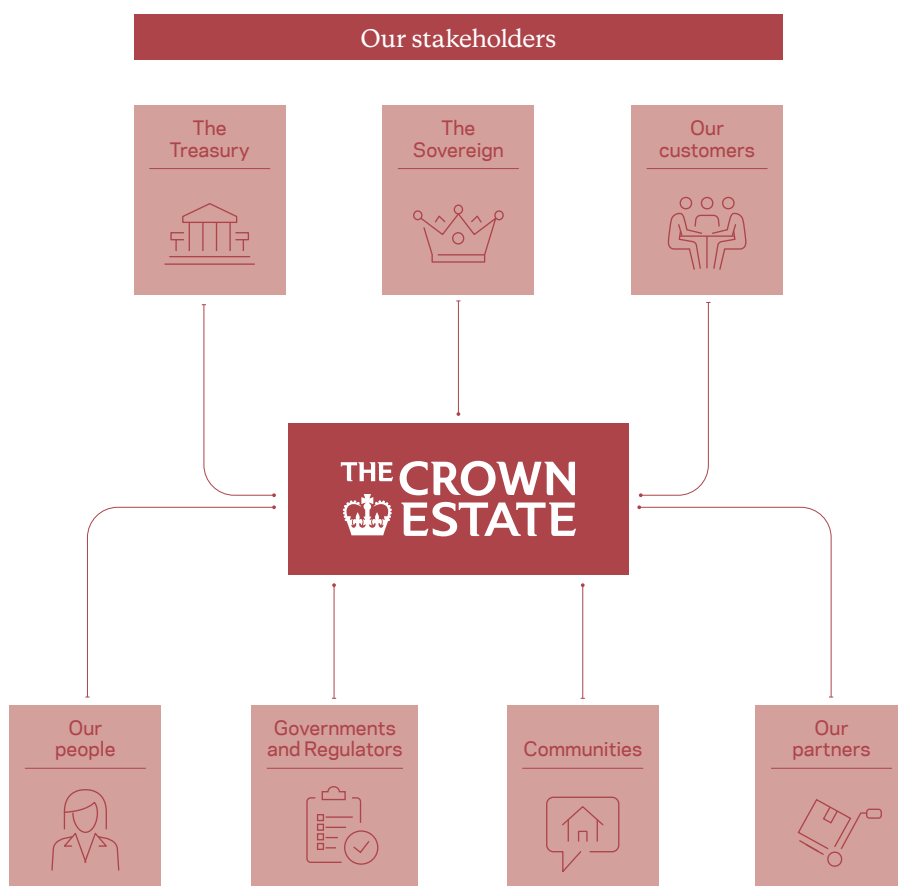 Our stakeholders
The
Treasury
The
Sovereign
Our
customers
THE CROWN
ESTATE
Our
people
Governments
and Regulators
Communities
Our
partners